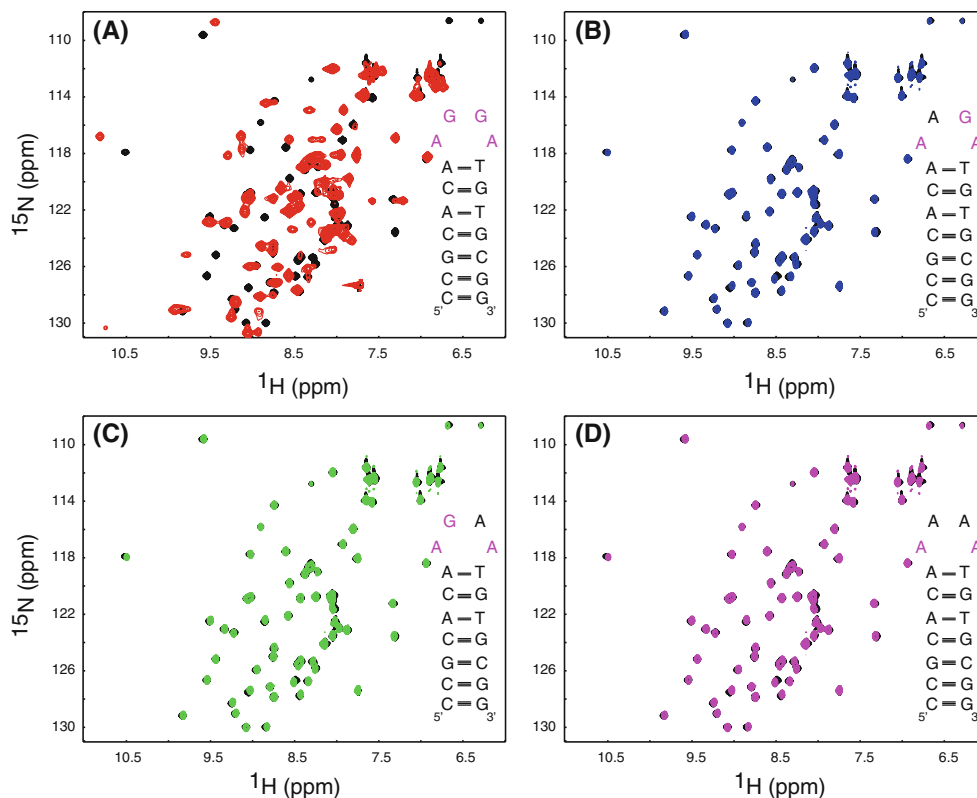 (A)
110
114
118
122
126
130
15N (ppm)
10.5 9.5 8.5 7.5 6.5
1H (ppm)
G G
A A
A = T
C = G
A = T
C = G
G = C
C = G
C = G
5' 3'
(B)
110
114
118
122
126
130
10.5 9.5 8.5 7.5 6.5
1H (ppm)
A G
A A
A = T
C = G
A = T
C = G
G = C
C = G
C = G
5' 3'
(C)
110
114
118
122
126
130
15N (ppm)
10.5 9.5 8.5 7.5 6.5
1H (ppm)
G A
A A
A = T
C = G
A = T
C = G
G = C
C = G
C = G
5' 3'
(D)
110
114
118
122
126
130
10.5 9.5 8.5 7.5 6.5
1H (ppm)
A A
A A
A = T
C = G
A = T
C = G
G = C
C = G
C = G
5' 3'